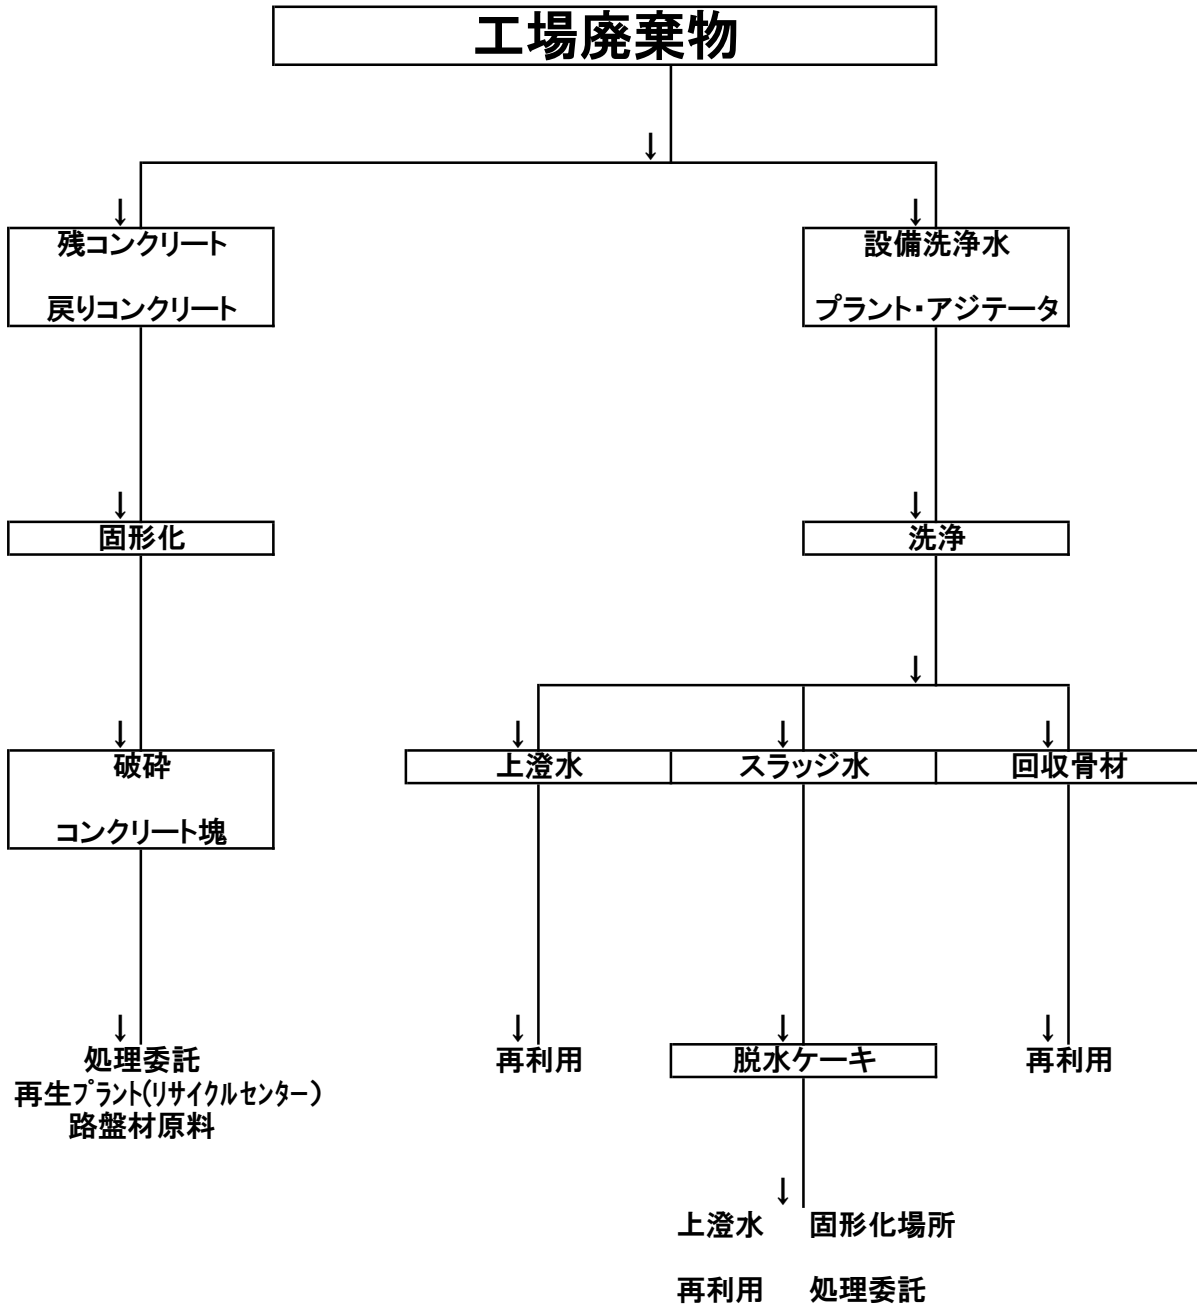 工場廃棄物
↓
↓ ↓
残コンクリート 設備洗浄水
戻りコンクリート プラント・アジテータ
↓ ↓
固形化 洗浄
↓
↓ ↓ ↓ ↓
破砕 上澄水 スラッジ水 回収骨材
コンクリート塊
↓ ↓ ↓ ↓
処理委託 再利用 脱水ケーキ 再利用
再生プラント(リサイクルセンター)
路盤材原料
↓
上澄水 固形化場所
再利用 処理委託